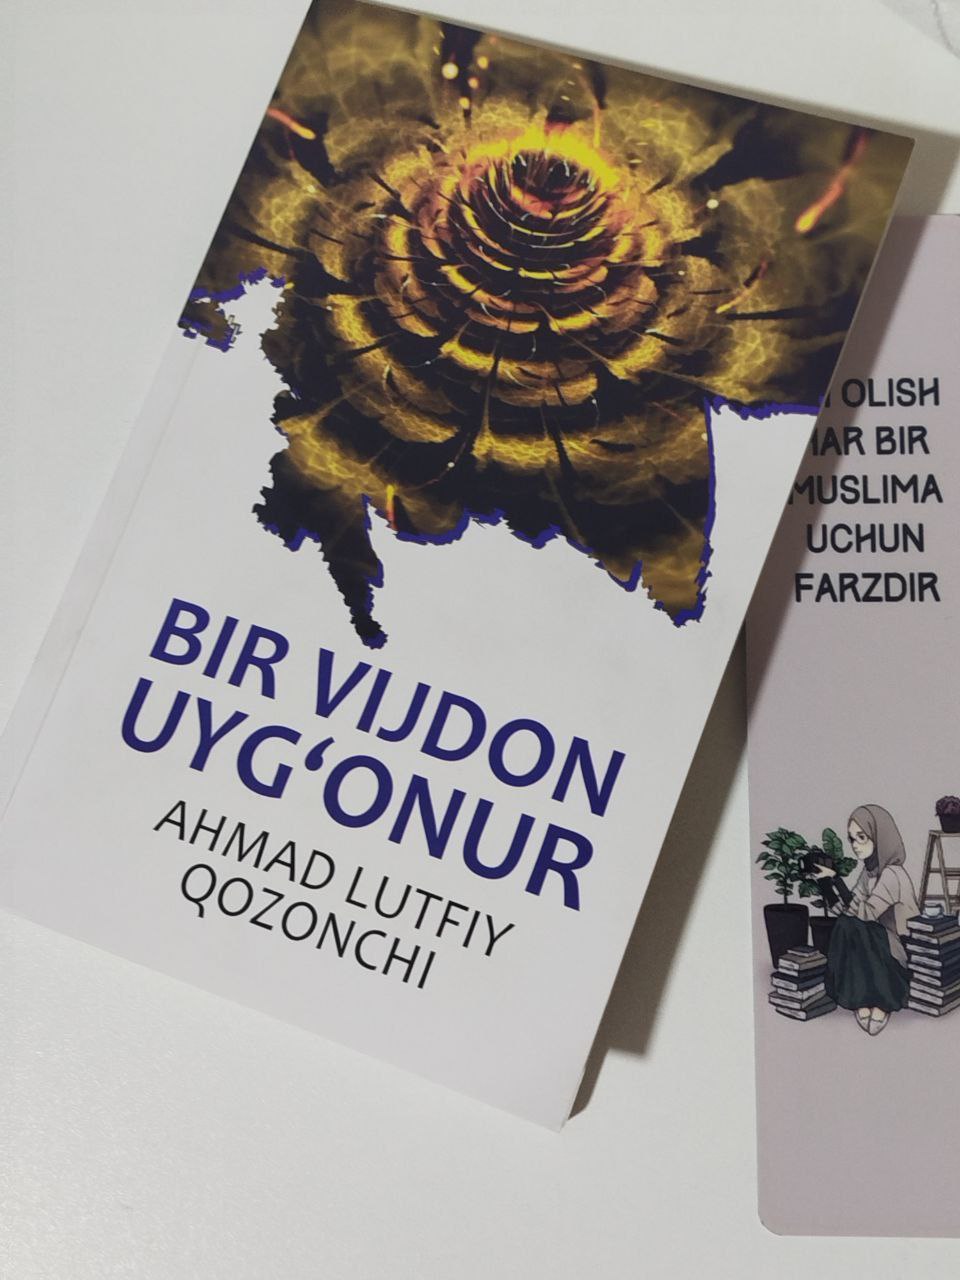 BIR VIJDON
UYG‘ONUR
AHMAD LUTFIY
QOZONCHI
OLISH
HAR BIR
MUSLIMA
UCHUN
FARZDIR